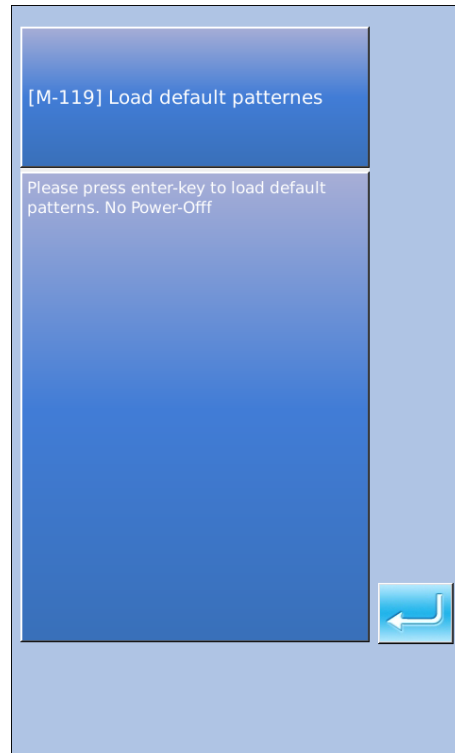 [M-119] Load default patternes
Please press enter-key to load default
patterns. No Power-Offf